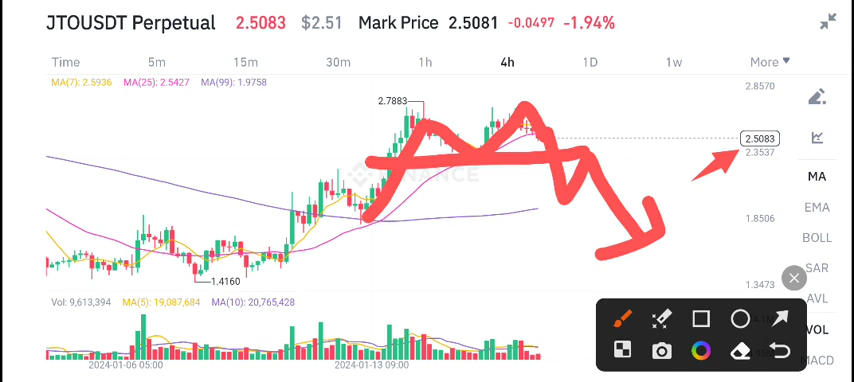 JTOUSDT Perpetual 2.5083 $2.51 Mark Price 2.5081 -0.0497 -1.94%
Time 5m 15m 30m 1h 4h 1D 1w More
MA(7): 2.5936 MA(25): 2.5427 MA(99): 1.9758
2.8570
2.7883
2.5083
2.3537
MA
EMA
1.8506
BOLL
SAR
1.4160
1.3473
AVL
Vol: 9,613,394 MA(5): 19,087,684 MA(10): 20,765,428
VOL
MACD
2024-01-06 05:00 2024-01-13 09:00